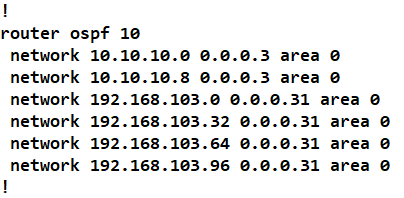 !
router ospf 10
 network 10.10.10.0 0.0.0.3 area 0
 network 10.10.10.8 0.0.0.3 area 0
 network 192.168.103.0 0.0.0.31 area 0
 network 192.168.103.32 0.0.0.31 area 0
 network 192.168.103.64 0.0.0.31 area 0
 network 192.168.103.96 0.0.0.31 area 0
!